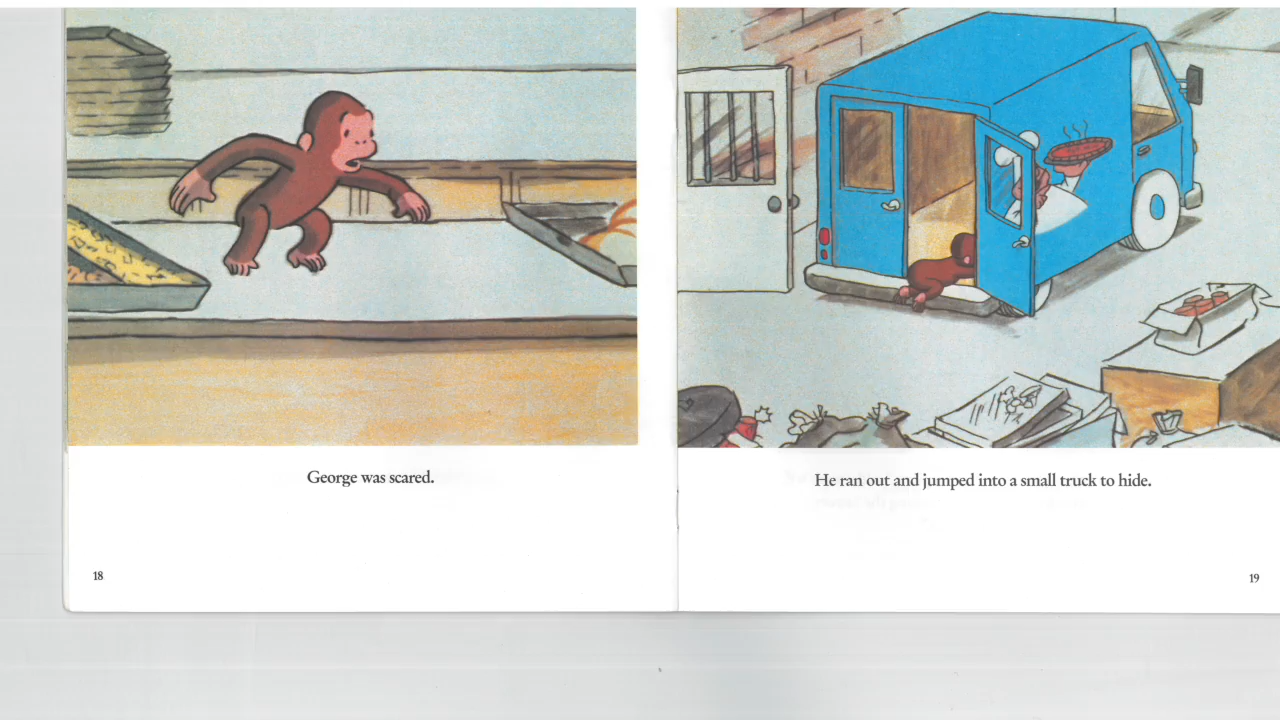 George was scared.
18
He ran out and jumped into a small truck to hide.
19